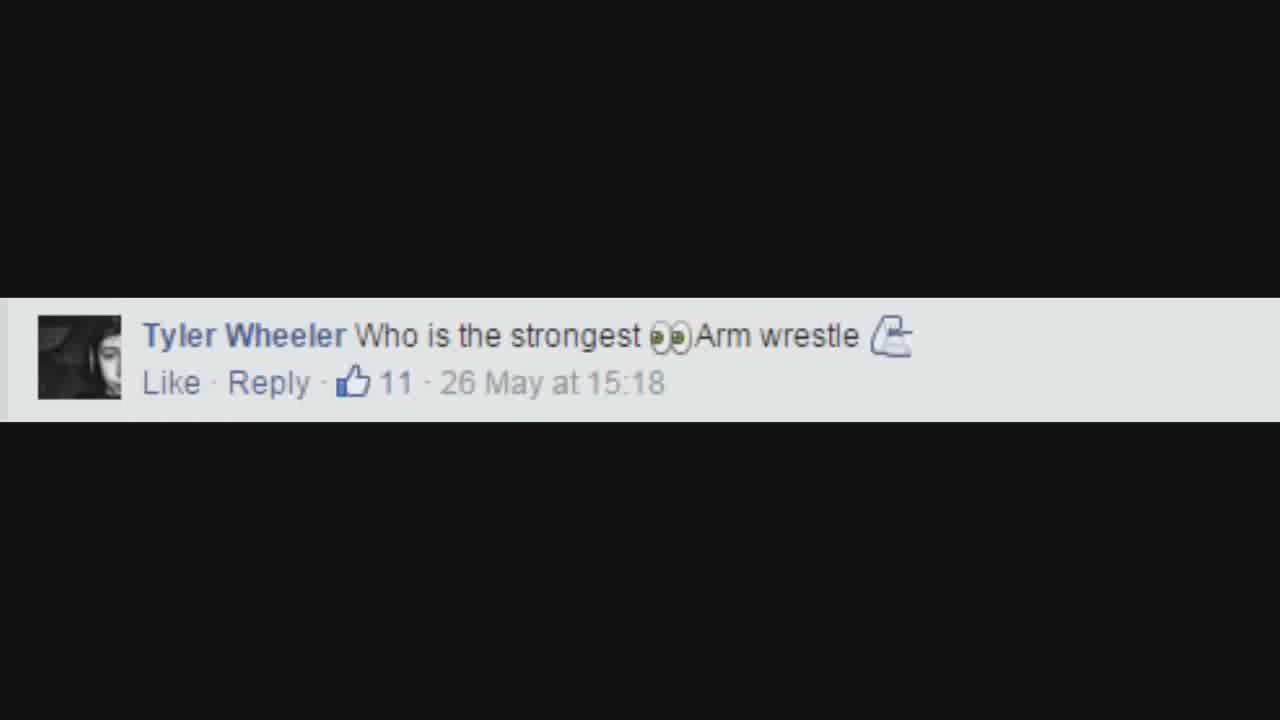 Tyler Wheeler Who is the strongest 👀Arm wrestle
Like · Reply · 11 · 26 May at 15:18